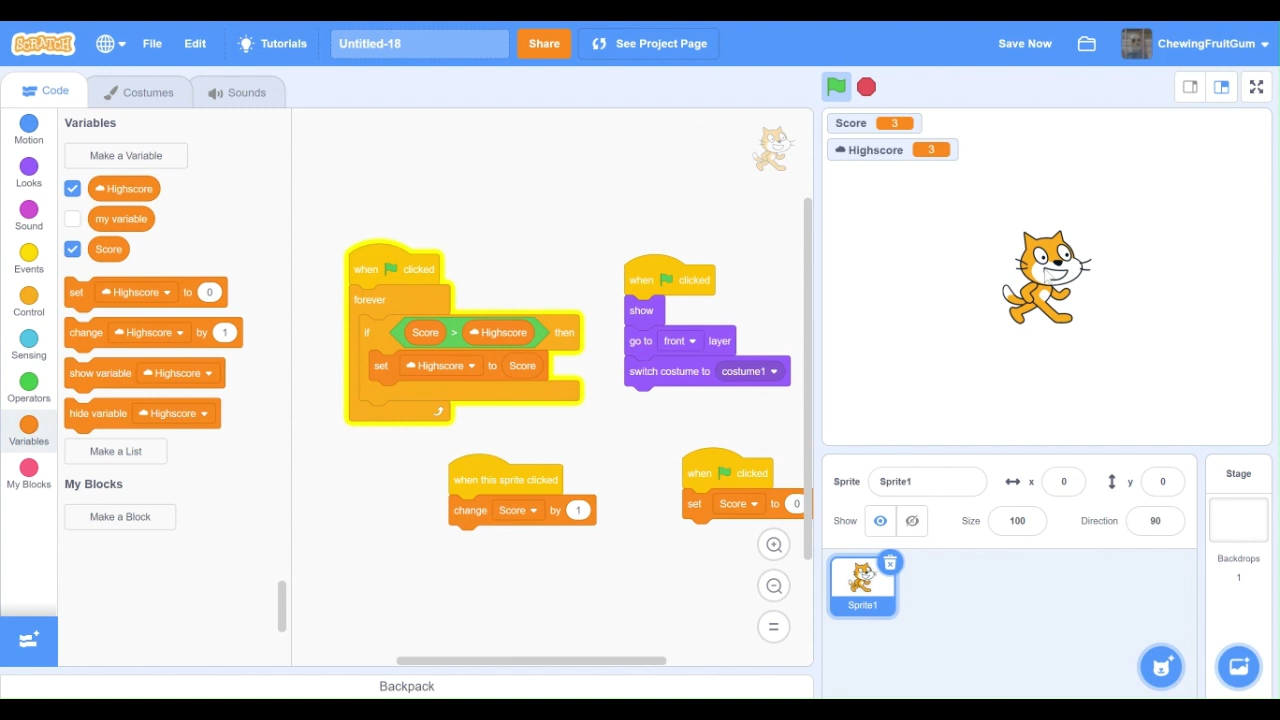 SCRATCH
File
Edit
Tutorials
Untitled-18
Share
See Project Page
Save Now
ChewingFruitGum
Code
Costumes
Sounds
Motion
Looks
Sound
Events
Control
Sensing
Operators
Variables
My Blocks
Variables
Make a Variable
Highscore
my variable
Score
set Highscore to 0
change Highscore by 1
show variable Highscore
hide variable Highscore
Make a List
My Blocks
Make a Block
when clicked
forever
if Score > Highscore then
set Highscore to Score
when clicked
show
go to front layer
switch costume to costume1
when this sprite clicked
change Score by 1
when clicked
set Score to 0
Backpack
Score 3
Highscore 3
Sprite Sprite1 x 0 y 0
Show Size 100 Direction 90
Sprite1
Stage
Backdrops
1